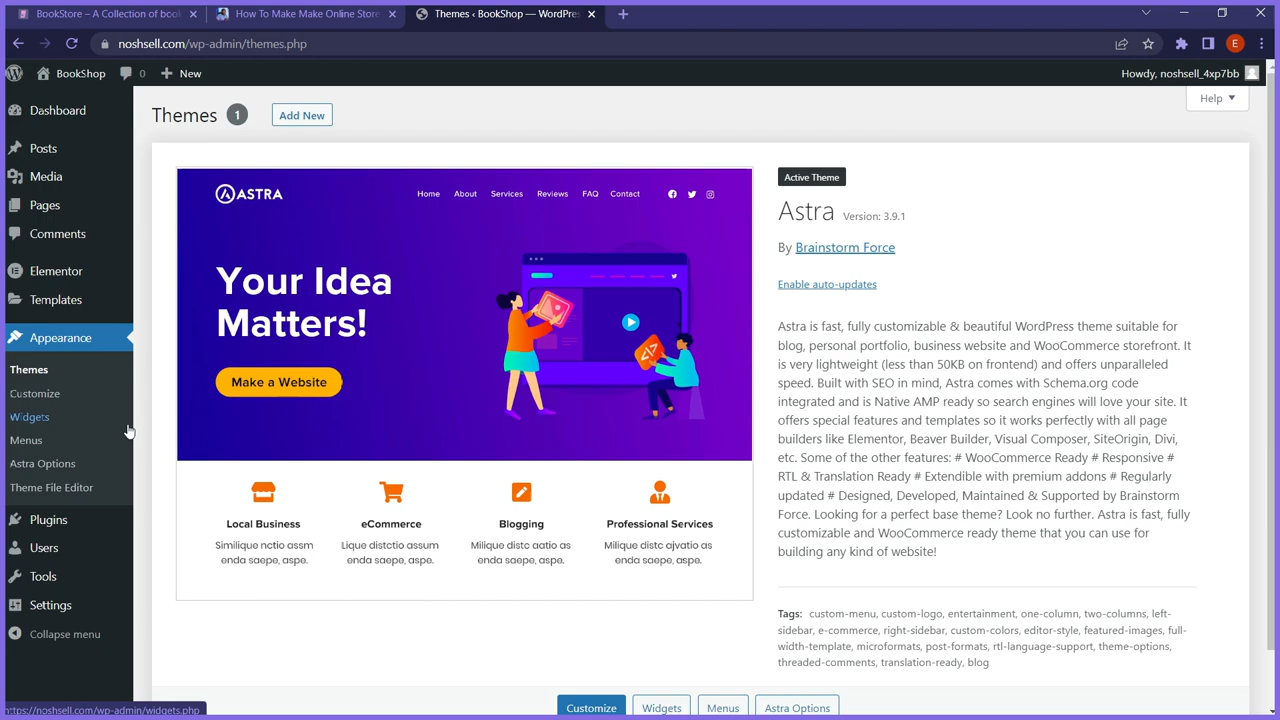 BookStore – A Collection of book
How To Make Make Online Store
Themes ‹ BookShop — WordPres
noshsell.com/wp-admin/themes.php
E
BookShop
0
New
Howdy, noshsell_4xp7bb
Dashboard
Posts
Media
Pages
Comments
Elementor
Templates
Appearance
Themes
Customize
Widgets
Menus
Astra Options
Theme File Editor
Plugins
Users
Tools
Settings
Collapse menu
https://noshsell.com/wp-admin/widgets.php
Themes 1
Add New
Help
ASTRA
Home About Services Reviews FAQ Contact
Your Idea
Matters!
Make a Website
Local Business
Similique nctio assm
enda saepe, aspe.
eCommerce
Lique distctio assum
enda saepe, aspe.
Blogging
Milique distc aatio as
enda saepe, aspe.
Professional Services
Milique distc ajvatio as
enda saepe, aspe.
Active Theme
Astra Version: 3.9.1
By Brainstorm Force
Enable auto-updates
Astra is fast, fully customizable & beautiful WordPress theme suitable for
blog, personal portfolio, business website and WooCommerce storefront. It
is very lightweight (less than 50KB on frontend) and offers unparalleled
speed. Built with SEO in mind, Astra comes with Schema.org code
integrated and is Native AMP ready so search engines will love your site. It
offers special features and templates so it works perfectly with all page
builders like Elementor, Beaver Builder, Visual Composer, SiteOrigin, Divi,
etc. Some of the other features: # WooCommerce Ready # Responsive #
RTL & Translation Ready # Extendible with premium addons # Regularly
updated # Designed, Developed, Maintained & Supported by Brainstorm
Force. Looking for a perfect base theme? Look no further. Astra is fast, fully
customizable and WooCommerce ready theme that you can use for
building any kind of website!
Tags: custom-menu, custom-logo, entertainment, one-column, two-columns, left-
sidebar, e-commerce, right-sidebar, custom-colors, editor-style, featured-images, full-
width-template, microformats, post-formats, rtl-language-support, theme-options,
threaded-comments, translation-ready, blog
Customize
Widgets
Menus
Astra Options